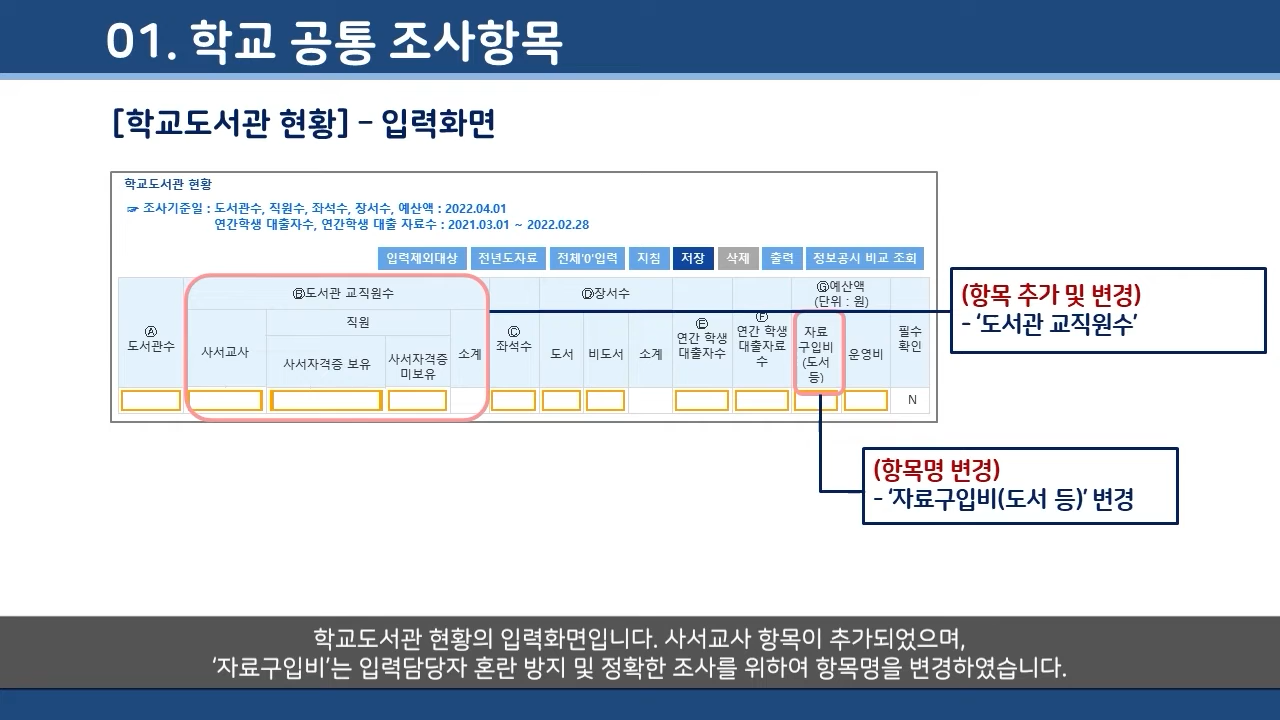 01. 학교 공통 조사항목
[학교도서관 현황] – 입력화면
학교도서관 현황
☞ 조사기준일 : 도서관수, 직원수, 좌석수, 장서수, 예산액 : 2022.04.01
연간학생 대출자수, 연간학생 대출 자료수 : 2021.03.01 ~ 2022.02.28
입력제외대상 전년도자료 전체'0'입력 지침 저장 삭제 출력 정보공시 비교 조회
Ⓐ
도서관수
Ⓑ도서관 교직원수
사서교사
직원
사서자격증 보유
사서자격증
미보유
소계
Ⓒ
좌석수
Ⓓ장서수
도서
비도서
소계
Ⓔ
연간 학생
대출자수
Ⓕ
연간 학생
대출자료
수
Ⓖ예산액
(단위 : 원)
자료
구입비
(도서
등)
운영비
필수
확인
N
(항목 추가 및 변경)
- ‘도서관 교직원수’
(항목명 변경)
- ‘자료구입비(도서 등)’ 변경
학교도서관 현황의 입력화면입니다. 사서교사 항목이 추가되었으며,
‘자료구입비’는 입력담당자 혼란 방지 및 정확한 조사를 위하여 항목명을 변경하였습니다.